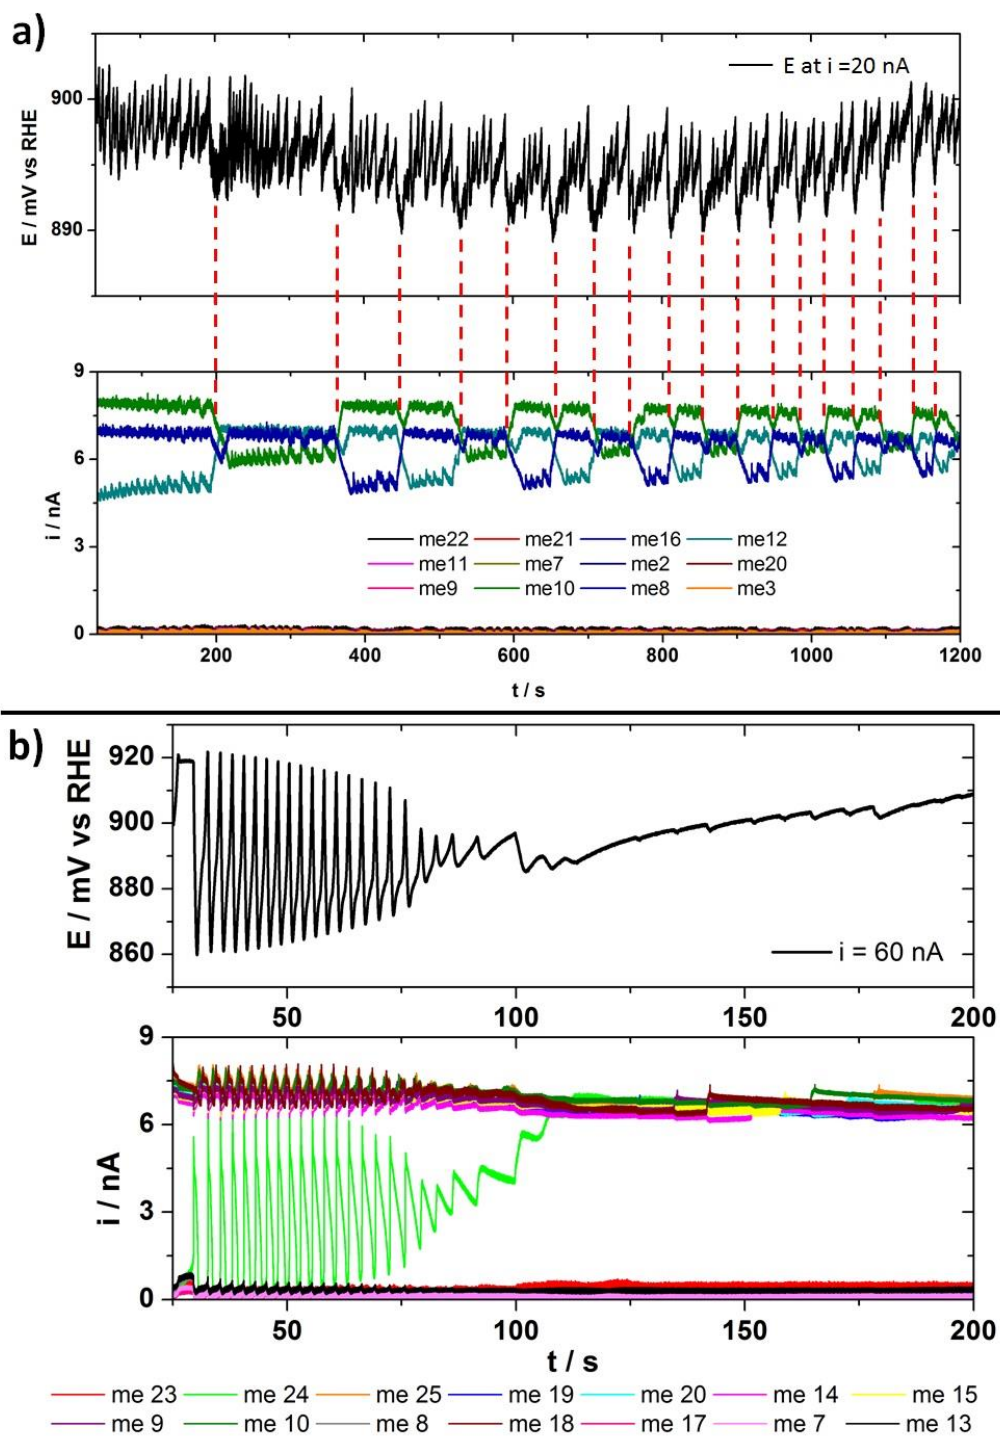 a)
E at i =20 nA
E / mV vs RHE
900
890
i / nA
9
6
3
0
me22 me21 me16 me12
me11 me7 me2 me20
me9 me10 me8 me3
200 400 600 800 1000 1200
t / s
b)
E / mV vs RHE
920
900
880
860
i = 60 nA
50 100 150 200
i / nA
9
6
3
0
50 100 150 200
t / s
me 23 me 24 me 25 me 19 me 20 me 14 me 15
me 9 me 10 me 8 me 18 me 17 me 7 me 13